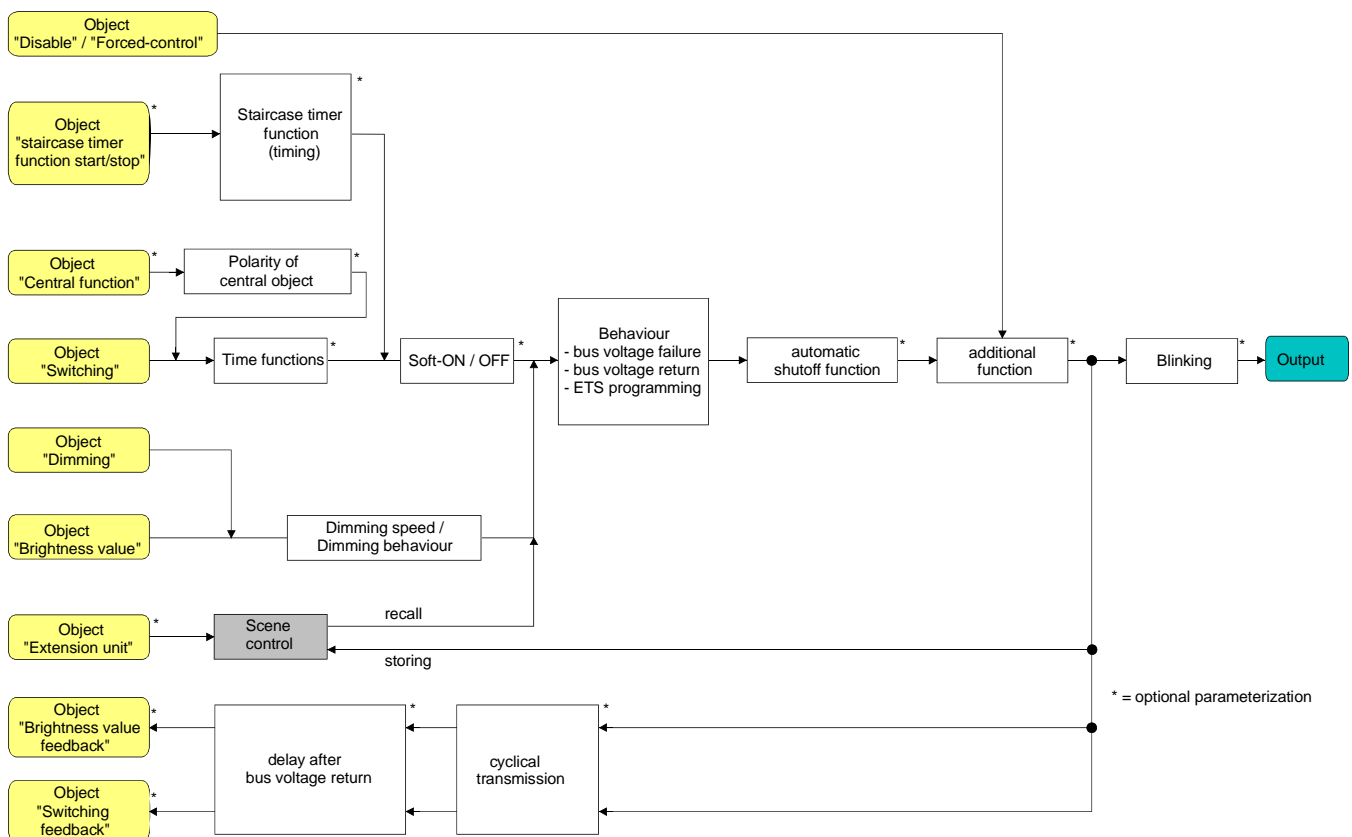 Object
"Disable" / "Forced-control"
*
Object
"staircase timer
function start/stop"
*
Staircase timer
function
(timing)
*
Object
"Central function"
*
Polarity of
central object
*
Object
"Switching"
Time functions
*
Soft-ON / OFF
*
Behaviour
- bus voltage failure
- bus voltage return
- ETS programming
automatic
shutoff function
*
additional
function
*
Blinking
*
Output
Object
"Dimming"
Object
"Brightness value"
Dimming speed /
Dimming behaviour
Object
"Extension unit"
*
Scene
control
recall
storing
* = optional parameterization
Object
"Brightness value
feedback"
*
Object
"Switching
feedback"
*
delay after
bus voltage return
*
cyclical
transmission
*